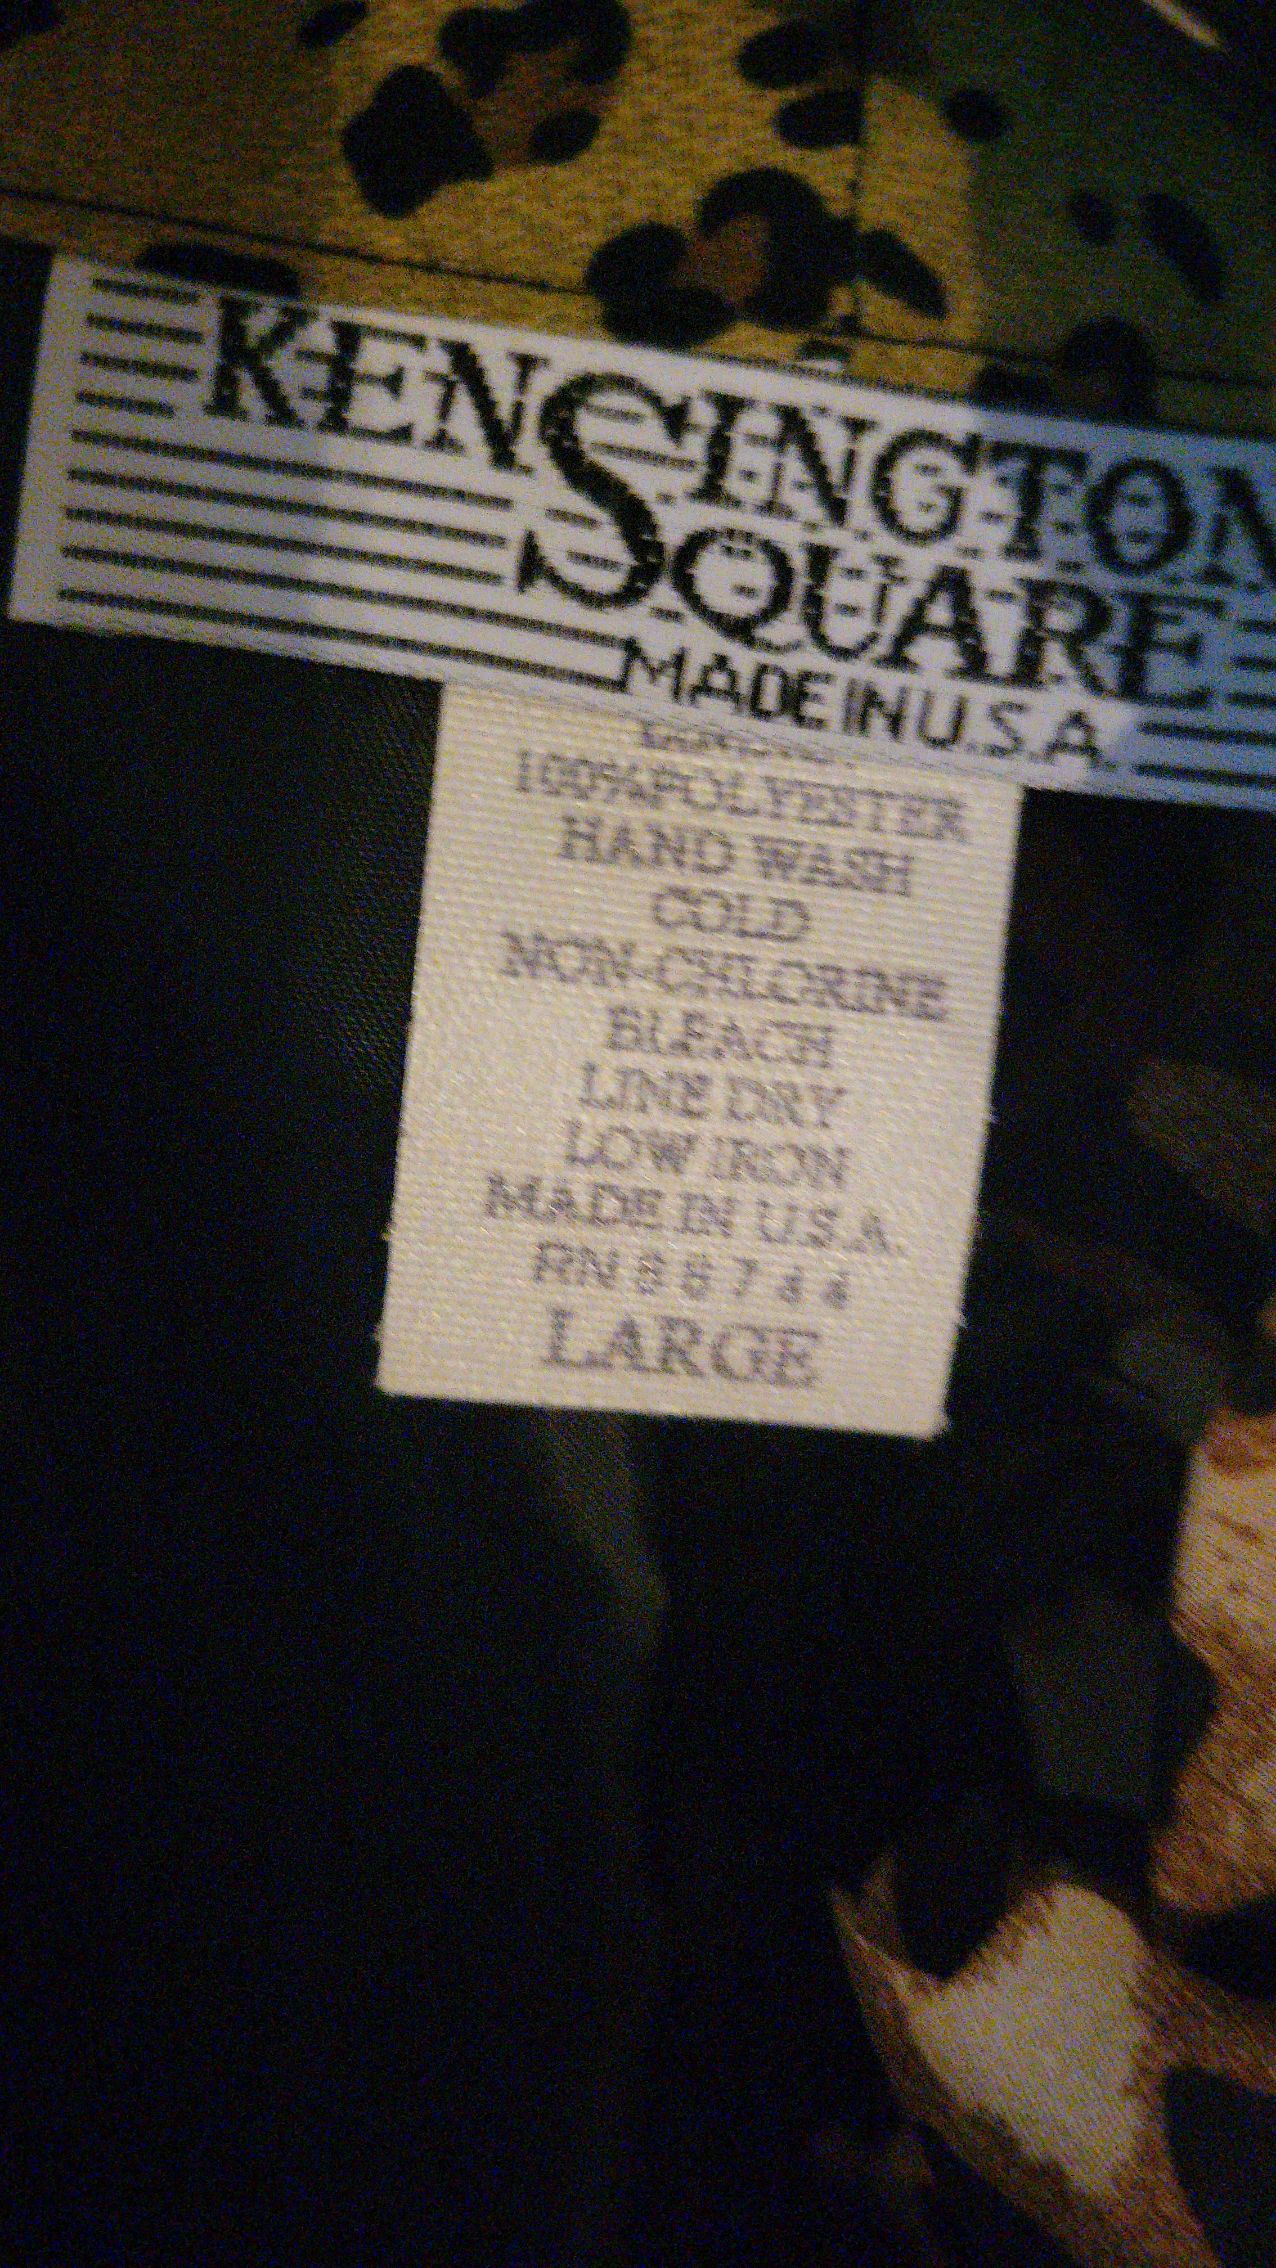 KENSINGTON
SQUARE
MADE IN U.S.A.
100% POLYESTER
HAND WASH
COLD
NON-CHLORINE
BLEACH
LINE DRY
LOW IRON
MADE IN U.S.A.
RN
LARGE